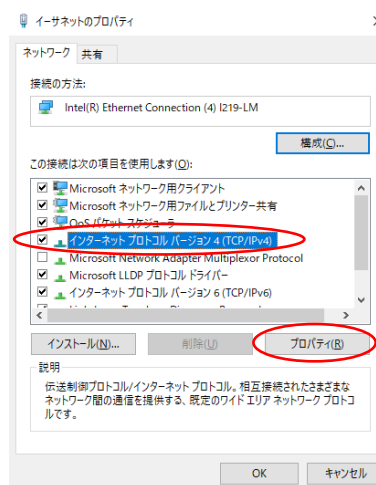 イーサネットのプロパティ
ネットワーク 共有
接続の方法:
Intel(R) Ethernet Connection (4) I219-LM
構成(C)...
この接続は次の項目を使用します(O):
Microsoft ネットワーク用クライアント
Microsoft ネットワーク用ファイルとプリンター共有
QoS パケット スケジューラ
インターネット プロトコル バージョン 4 (TCP/IPv4)
Microsoft Network Adapter Multiplexor Protocol
Microsoft LLDP プロトコル ドライバー
インターネット プロトコル バージョン 6 (TCP/IPv6)
インストール(N)... 削除(U) プロパティ(R)
説明
伝送制御プロトコル/インターネット プロトコル。相互接続されたさまざまな
ネットワーク間の通信を提供する、既定のワイド エリア ネットワーク プロトコ
ルです。
OK キャンセル